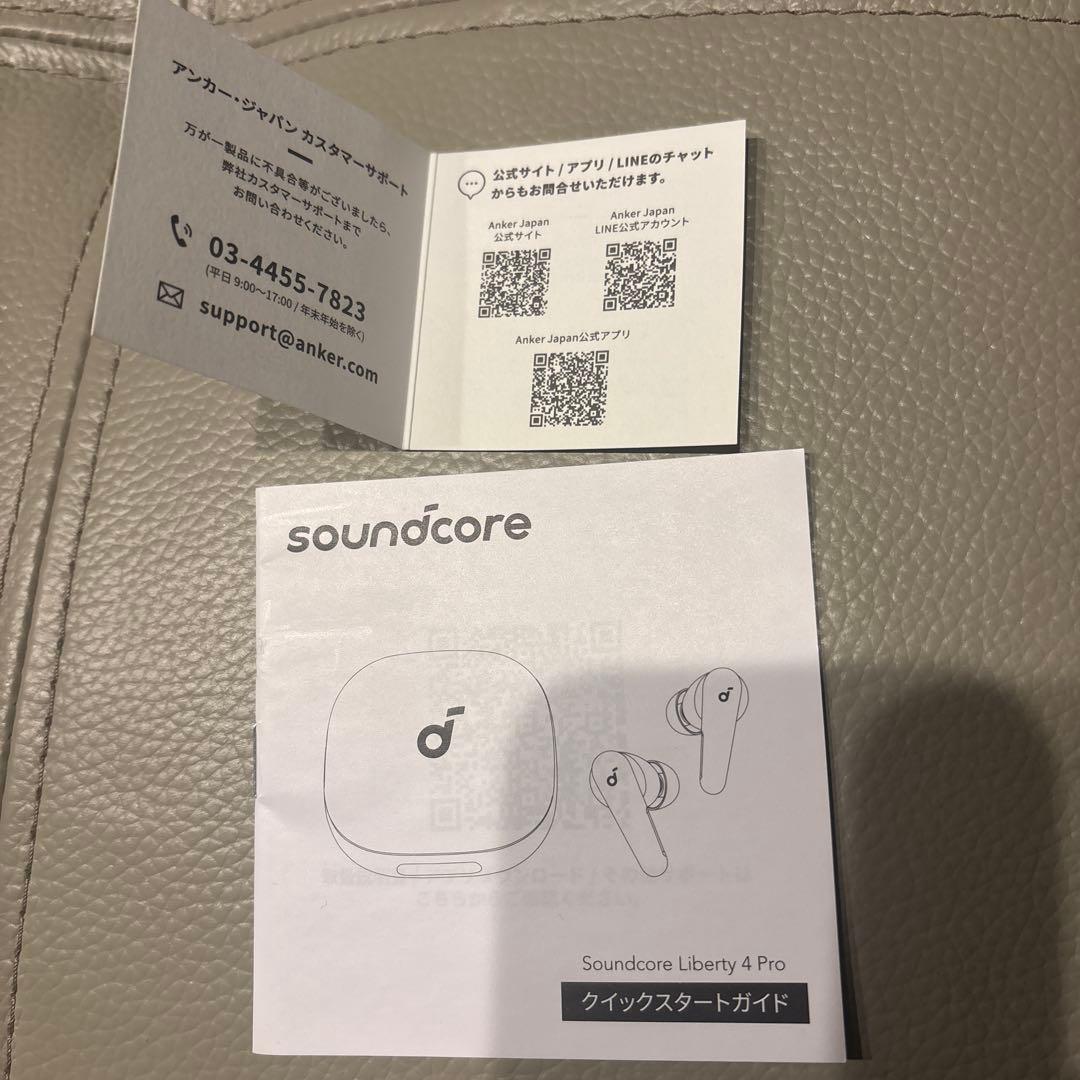 アンカー・ジャパン カスタマーサポート
万が一製品に不具合等がございましたら、
弊社カスタマーサポートまで
お問い合わせください。
03-4455-7823
(平日 9:00～17:00 / 年末年始を除く)
support@anker.com
公式サイト / アプリ / LINEのチャット
からもお問合せいただけます。
Anker Japan
公式サイト
Anker Japan
LINE公式アカウント
Anker Japan公式アプリ
soundcore
Soundcore Liberty 4 Pro
クイックスタートガイド